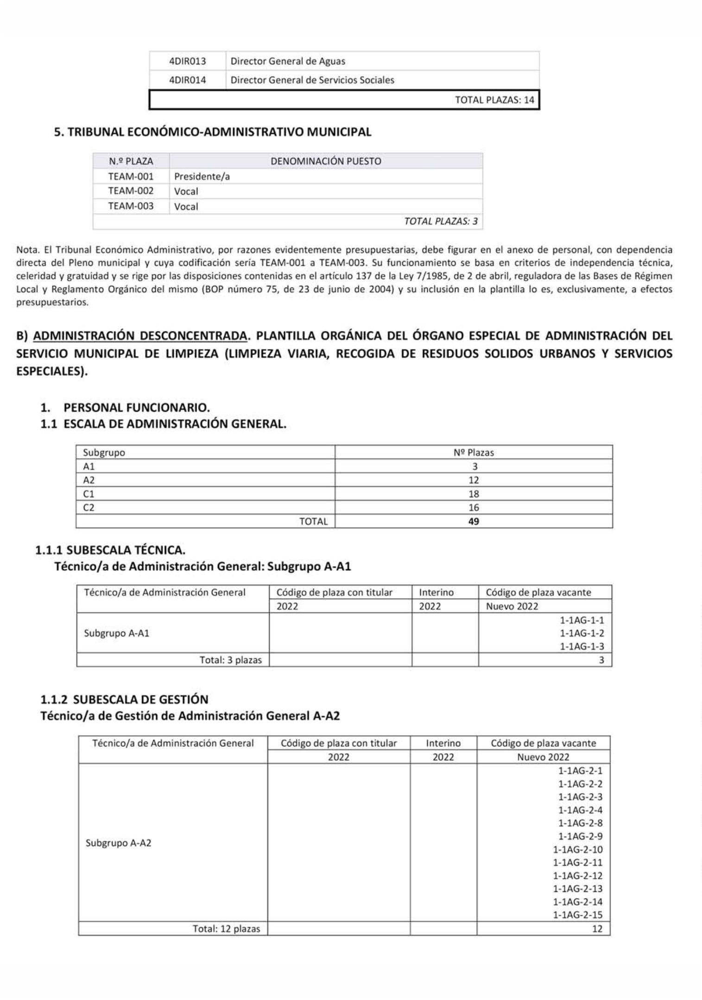 4DIR013 Director General de Aguas
4DIR014 Director General de Servicios Sociales
TOTAL PLAZAS: 14
5. TRIBUNAL ECONÓMICO-ADMINISTRATIVO MUNICIPAL
N.º PLAZA DENOMINACIÓN PUESTO
TEAM-001 Presidente/a
TEAM-002 Vocal
TEAM-003 Vocal
TOTAL PLAZAS: 3
Nota. El Tribunal Económico Administrativo, por razones evidentemente presupuestarias, debe figurar en el anexo de personal, con dependencia
directa del Pleno municipal y cuya codificación sería TEAM-001 a TEAM-003. Su funcionamiento se basa en criterios de independencia técnica,
celeridad y gratuidad y se rige por las disposiciones contenidas en el artículo 137 de la Ley 7/1985, de 2 de abril, reguladora de las Bases de Régimen
Local y Reglamento Orgánico del mismo (BOP número 75, de 23 de junio de 2004) y su inclusión en la plantilla lo es, exclusivamente, a efectos
presupuestarios.
B) ADMINISTRACIÓN DESCONCENTRADA. PLANTILLA ORGÁNICA DEL ÓRGANO ESPECIAL DE ADMINISTRACIÓN DEL
SERVICIO MUNICIPAL DE LIMPIEZA (LIMPIEZA VIARIA, RECOGIDA DE RESIDUOS SOLIDOS URBANOS Y SERVICIOS
ESPECIALES).
1. PERSONAL FUNCIONARIO.
1.1 ESCALA DE ADMINISTRACIÓN GENERAL.
Subgrupo Nº Plazas
A1 3
A2 12
C1 18
C2 16
TOTAL 49
1.1.1 SUBESCALA TÉCNICA.
Técnico/a de Administración General: Subgrupo A-A1
Técnico/a de Administración General Código de plaza con titular Interino Código de plaza vacante
2022 2022 Nuevo 2022
1-1AG-1-1
Subgrupo A-A1 1-1AG-1-2
1-1AG-1-3
Total: 3 plazas 3
1.1.2 SUBESCALA DE GESTIÓN
Técnico/a de Gestión de Administración General A-A2
Técnico/a de Administración General Código de plaza con titular Interino Código de plaza vacante
2022 2022 Nuevo 2022
1-1AG-2-1
1-1AG-2-2
1-1AG-2-3
1-1AG-2-4
1-1AG-2-8
1-1AG-2-9
Subgrupo A-A2
1-1AG-2-10
1-1AG-2-11
1-1AG-2-12
1-1AG-2-13
1-1AG-2-14
1-1AG-2-15
Total: 12 plazas 12